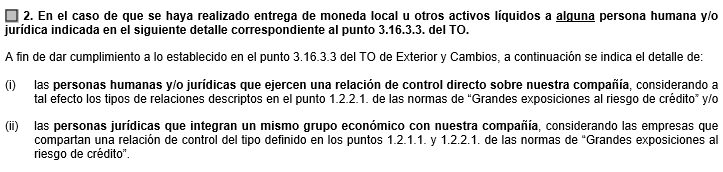 2. En el caso de que se haya realizado entrega de moneda local u otros activos líquidos a alguna persona humana y/o
jurídica indicada en el siguiente detalle correspondiente al punto 3.16.3.3. del TO.
A fin de dar cumplimiento a lo establecido en el punto 3.16.3.3 del TO de Exterior y Cambios, a continuación se indica el detalle de:
(i) las personas humanas y/o jurídicas que ejercen una relación de control directo sobre nuestra compañía, considerando a
tal efecto los tipos de relaciones descriptos en el punto 1.2.2.1. de las normas de "Grandes exposiciones al riesgo de crédito" y/o
(ii) las personas jurídicas que integran un mismo grupo económico con nuestra compañía, considerando las empresas que
compartan una relación de control del tipo definido en los puntos 1.2.1.1. y 1.2.2.1. de las normas de "Grandes exposiciones al
riesgo de crédito".